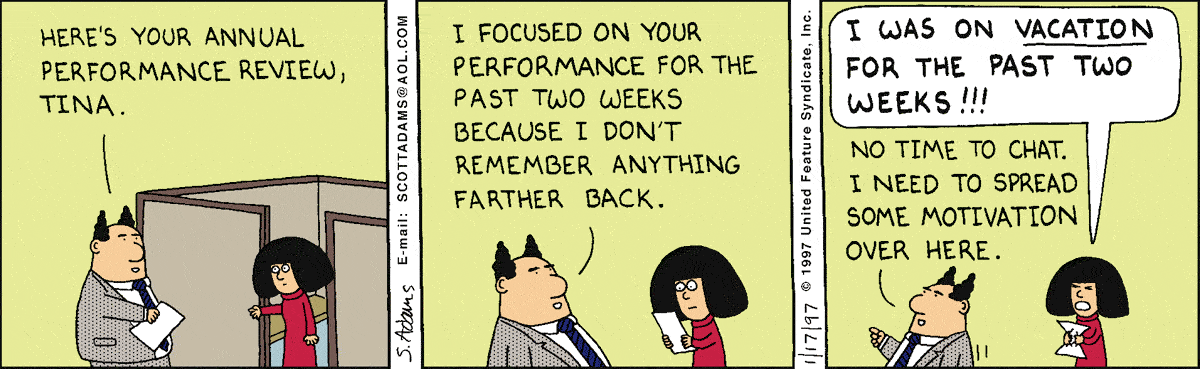 HERE'S YOUR ANNUAL
PERFORMANCE REVIEW,
TINA.
S. Adams
E-mail: SCOTTADAMS@AOL.COM
I FOCUSED ON YOUR
PERFORMANCE FOR THE
PAST TWO WEEKS
BECAUSE I DON'T
REMEMBER ANYTHING
FARTHER BACK.
1/17/97 © 1997 United Feature Syndicate, Inc.
I WAS ON VACATION
FOR THE PAST TWO
WEEKS!!!
NO TIME TO CHAT.
I NEED TO SPREAD
SOME MOTIVATION
OVER HERE.